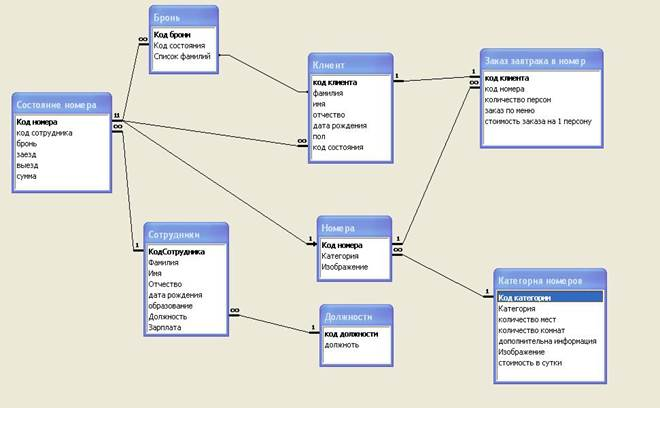 Бронь
Код брони
Код состояния
Список фамилий
Клиент
код клиента
фамилия
имя
отчество
дата рождения
пол
код состояния
Заказ завтрака в номер
код клиента
код номера
количество персон
заказ по меню
стоимость заказа на 1 персону
Состояние номера
Код номера
код сотрудника
бронь
заезд
выезд
сумма
Сотрудники
КодСотрудника
Фамилия
Имя
Отчество
дата рождения
образование
Должность
Зарплата
Номера
Код номера
Категория
Изображение
Должности
код должности
должноть
Категория номеров
Код категории
Категория
количество мест
количество комнат
дополнительна информация
Изображение
стоимость в сутки
∞
∞
1
1
11
∞
∞
∞
1
1
1
∞
1
∞
1